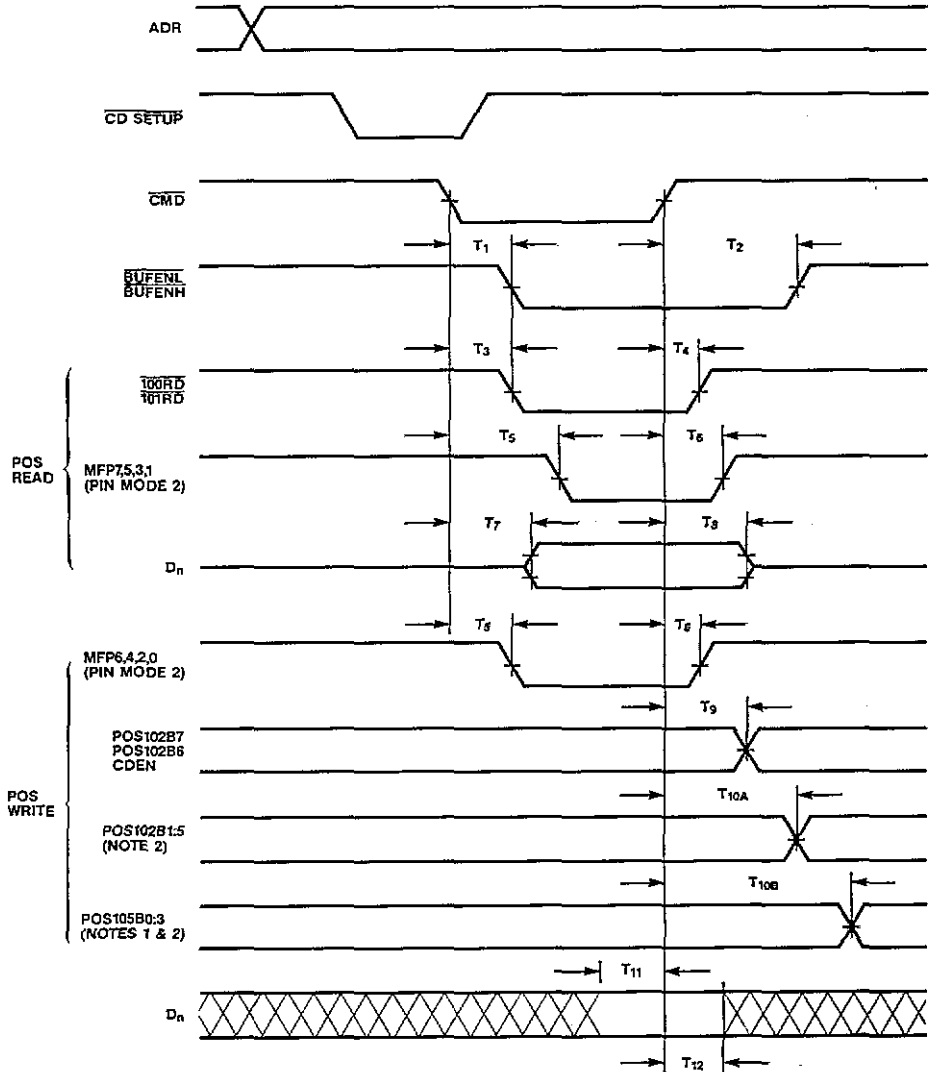 ADR
CD SETUP
CMD
T1
T2
BUFENL
BUFENH
T3
T4
100RD
101RD
T5
T6
POS
READ
MFP7,5,3,1
(PIN MODE 2)
T7
T8
Dn
T5
T6
MFP6,4,2,0
(PIN MODE 2)
T9
POS102B7
POS102B6
CDEN
POS
WRITE
T10A
POS102B1:5
(NOTE 2)
T10B
POS105B0:3
(NOTES 1 & 2)
T11
Dn
T12